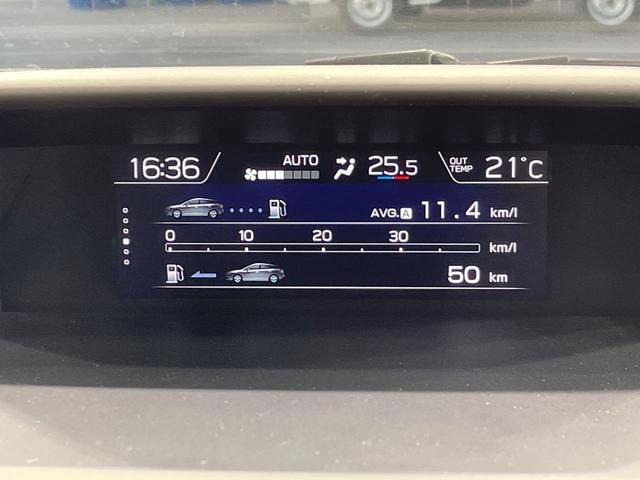 16:36 AUTO 25.5 OUT TEMP 21°C
AVG. A 11.4 km/l
0 10 20 30 km/l
50 km